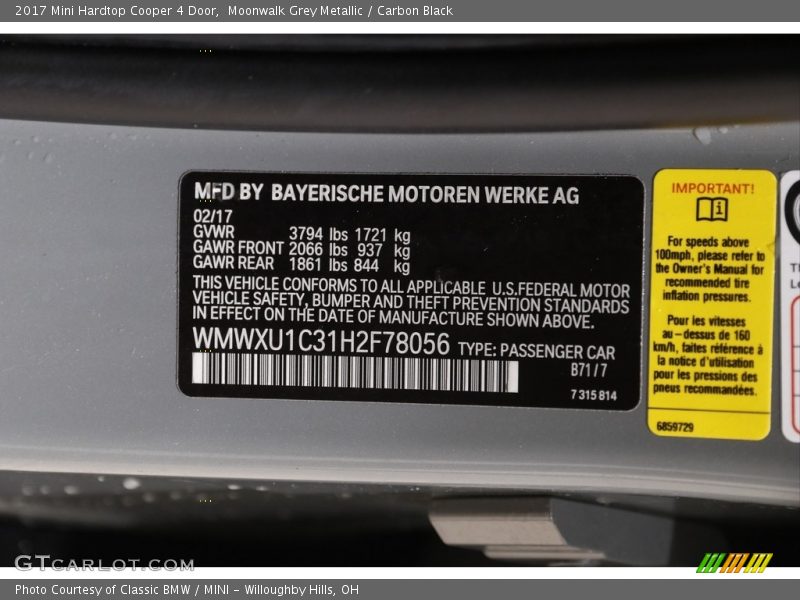 2017 Mini Hardtop Cooper 4 Door, Moonwalk Grey Metallic / Carbon Black
MFD BY BAYERISCHE MOTOREN WERKE AG
02/17
GVWR 3794 lbs 1721 kg
GAWR FRONT 2066 lbs 937 kg
GAWR REAR 1861 lbs 844 kg
THIS VEHICLE CONFORMS TO ALL APPLICABLE U.S.FEDERAL MOTOR
VEHICLE SAFETY, BUMPER AND THEFT PREVENTION STANDARDS
IN EFFECT ON THE DATE OF MANUFACTURE SHOWN ABOVE.
WMWXU1C31H2F78056 TYPE: PASSENGER CAR
B71 / 7
7 315 814
IMPORTANT!
For speeds above
100mph, please refer to
the Owner's Manual for
recommended tire
inflation pressures.
Pour les vitesses
au-dessus de 160
km/h, faites référence à
la notice d'utilisation
pour les pressions des
pneus recommandées.
6859729
GTCARLOT.COM
Photo Courtesy of Classic BMW / MINI - Willoughby Hills, OH